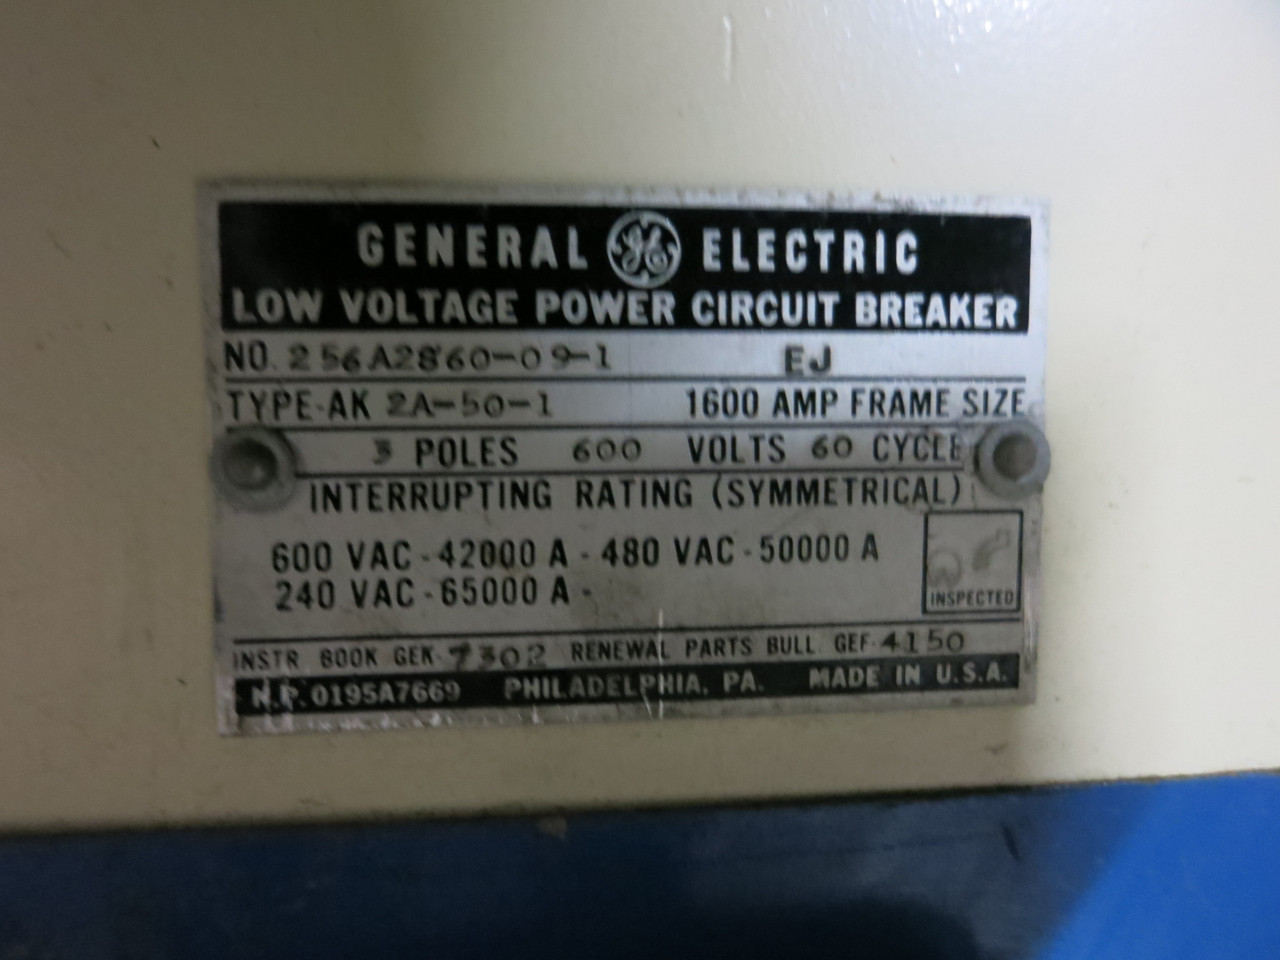 GENERAL GE ELECTRIC
LOW VOLTAGE POWER CIRCUIT BREAKER
NO. 256A2860-09-1 EJ
TYPE-AK 2A-50-1 1600 AMP FRAME SIZE
3 POLES 600 VOLTS 60 CYCLE
INTERRUPTING RATING (SYMMETRICAL)
600 VAC - 42000 A - 480 VAC - 50000 A
240 VAC - 65000 A -
INSPECTED
INSTR. BOOK GEK-7302 RENEWAL PARTS BULL. GEF-4150
N.P. 0195A7669 PHILADELPHIA, PA. MADE IN U.S.A.